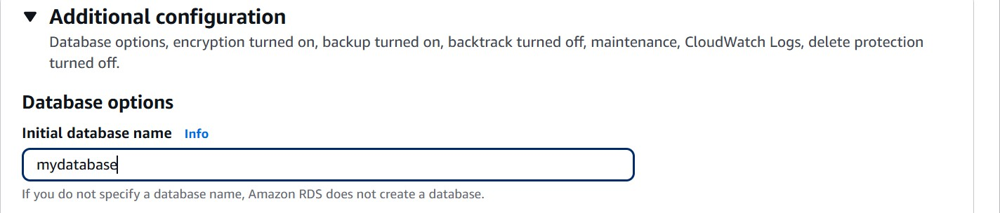 Additional configuration
Database options, encryption turned on, backup turned on, backtrack turned off, maintenance, CloudWatch Logs, delete protection
turned off.
Database options
Initial database name Info
mydatabase
If you do not specify a database name, Amazon RDS does not create a database.